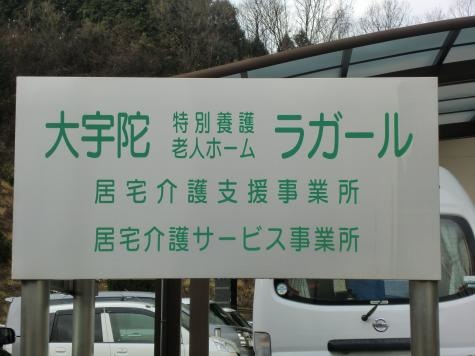 大宇陀 特別養護老人ホーム ラガール
居宅介護支援事業所
居宅介護サービス事業所